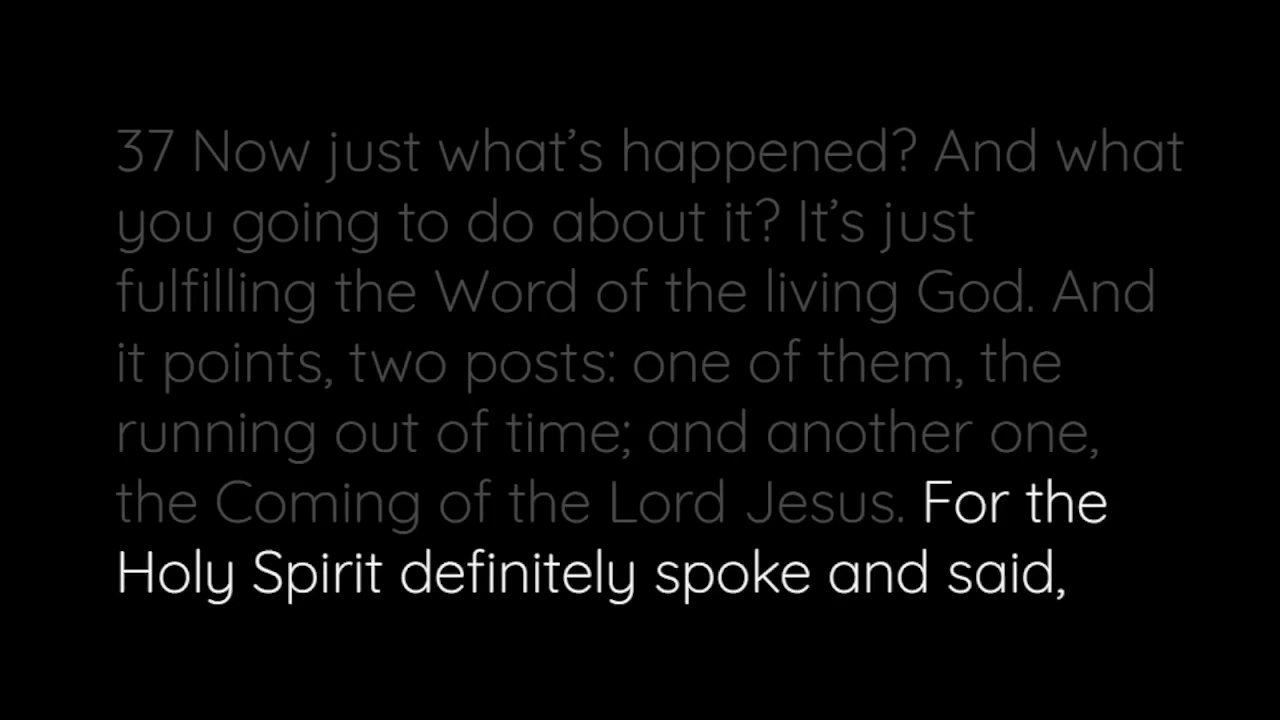 37 Now just what’s happened? And what
you going to do about it? It’s just
fulfilling the Word of the living God. And
it points, two posts: one of them, the
running out of time; and another one,
the Coming of the Lord Jesus. For the
Holy Spirit definitely spoke and said,